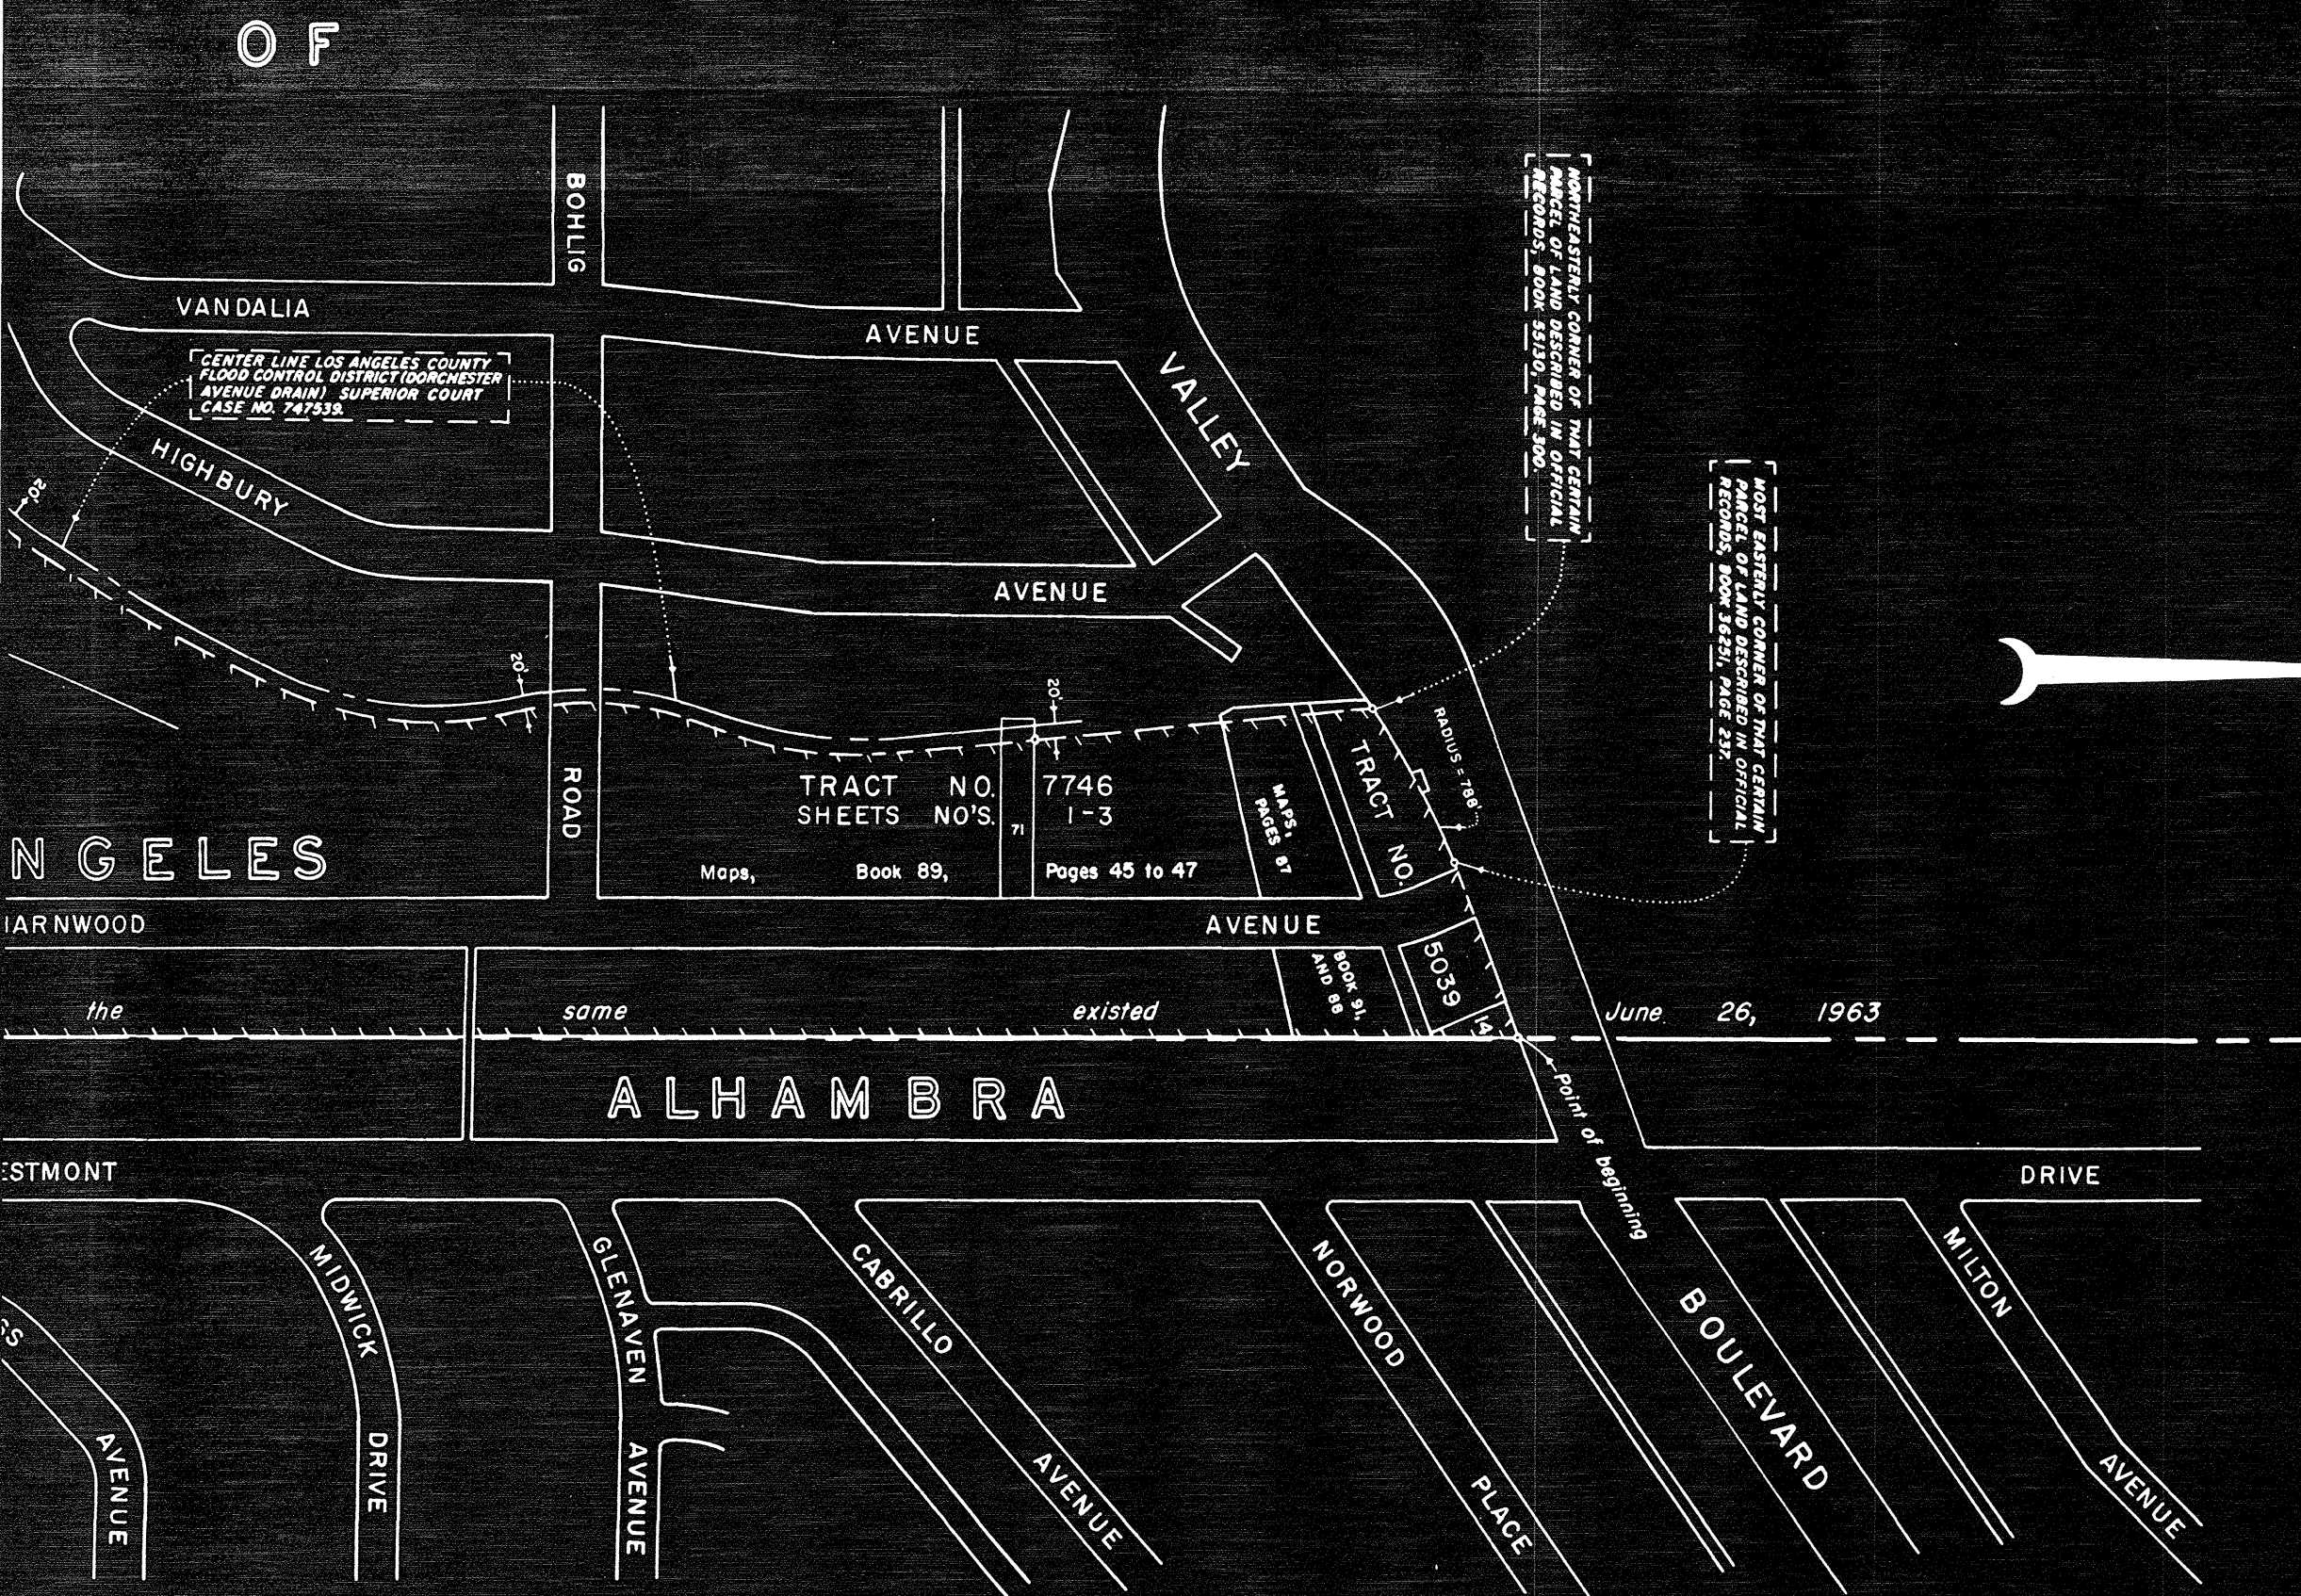 OF
BOHLIG
VANDALIA
AVENUE
VALLEY
NORTHEASTERLY CORNER OF THAT CERTAIN
PARCEL OF LAND DESCRIBED IN OFFICIAL
RECORDS, BOOK 55130, PAGE 300.
CENTER LINE LOS ANGELES COUNTY
FLOOD CONTROL DISTRICT (DORCHESTER
AVENUE DRAIN) SUPERIOR COURT
CASE NO. 747539.
HIGHBURY
20'
AVENUE
MOST EASTERLY CORNER OF THAT CERTAIN
PARCEL OF LAND DESCRIBED IN OFFICIAL
RECORDS, BOOK 36251, PAGE 237.
20'
20'
RADIUS = 788'
ROAD
TRACT NO. 7746
SHEETS NO'S. 1-3
71
MAPS,
PAGES 87
TRACT NO.
NGELES
Maps, Book 89, Pages 45 to 47
ARNWOOD
AVENUE
BOOK 91,
AND 88
5039
14
the same existed June 26, 1963
ALHAMBRA
Point of beginning
ESTMONT
DRIVE
MIDWICK
DRIVE
GLENAVEN
AVENUE
CABRILLO
AVENUE
NORWOOD
PLACE
BOULEVARD
MILTON
AVENUE
SS
AVENUE